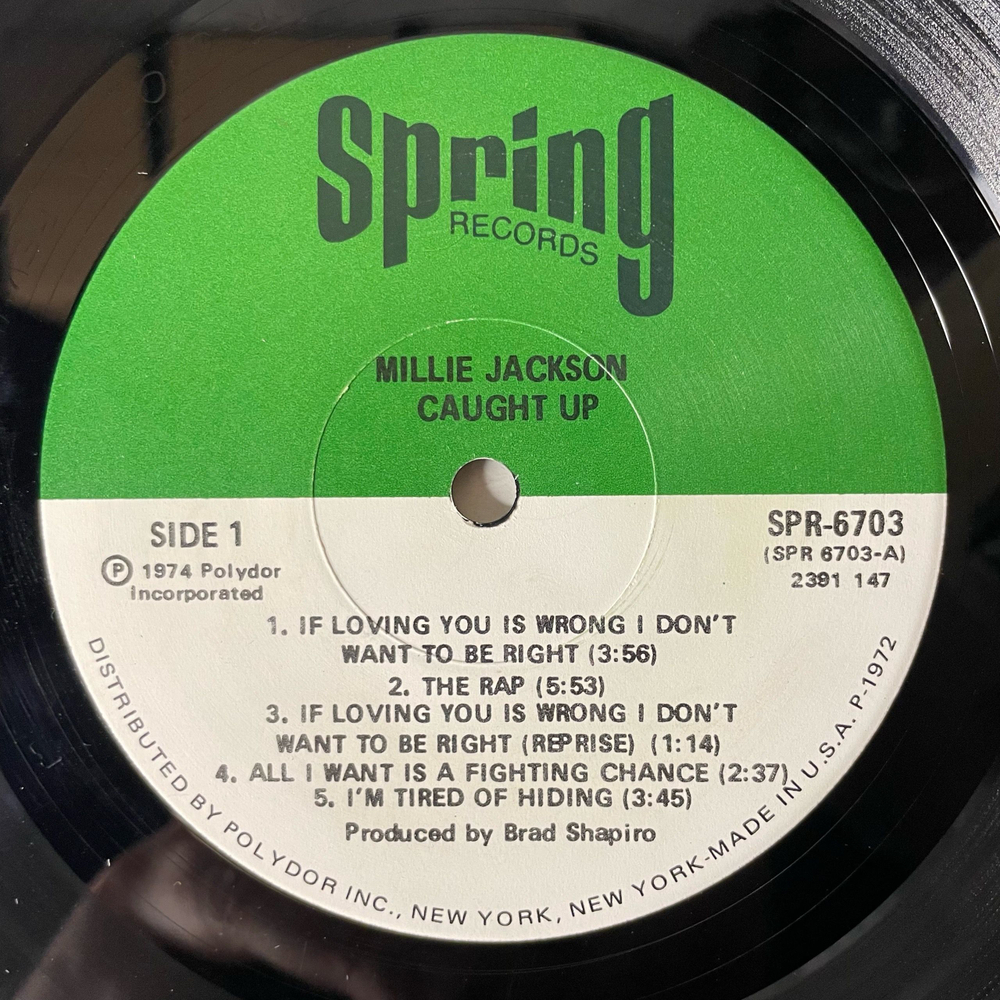 Spring
RECORDS
MILLIE JACKSON
CAUGHT UP
SIDE 1
Ⓟ 1974 Polydor
Incorporated
SPR-6703
(SPR 6703-A)
2391 147
1. IF LOVING YOU IS WRONG I DON'T
WANT TO BE RIGHT (3:56)
2. THE RAP (5:53)
3. IF LOVING YOU IS WRONG I DON'T
WANT TO BE RIGHT (REPRISE) (1:14)
4. ALL I WANT IS A FIGHTING CHANCE (2:37)
5. I'M TIRED OF HIDING (3:45)
Produced by Brad Shapiro
DISTRIBUTED BY POLYDOR INC., NEW YORK, NEW YORK-MADE IN U.S.A. P-1972